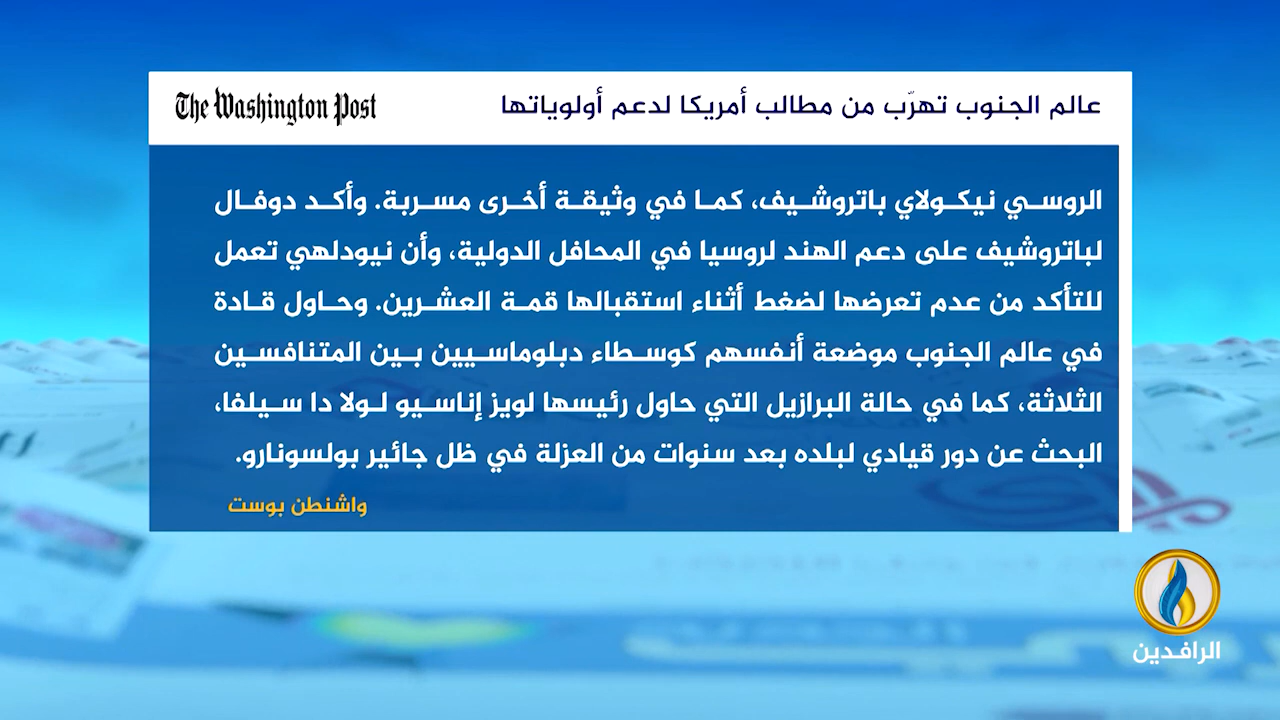 عالم الجنوب تهرّب من مطالب أمريكا لدعم أولوياتها
The Washington Post
الروسي نيكولاي باتروشيف، كما في وثيقة أخرى مسربة. وأكد دوفال
لباتروشيف على دعم الهند لروسيا في المحافل الدولية، وأن نيودلهي تعمل
للتأكد من عدم تعرضها لضغط أثناء استقبالها قمة العشرين. وحاول قادة
في عالم الجنوب موضعة أنفسهم كوسطاء دبلوماسيين بين المتنافسين
الثلاثة، كما في حالة البرازيل التي حاول رئيسها لويز إناسيو لولا دا سيلفا،
البحث عن دور قيادي لبلده بعد سنوات من العزلة في ظل جائير بولسونارو.
واشنطن بوست
الرافدين